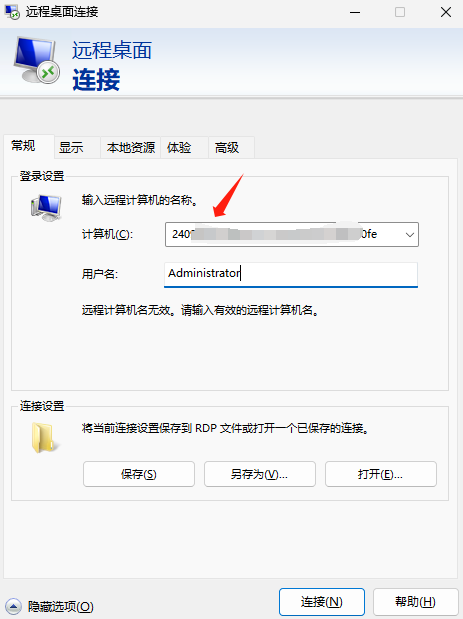 远程桌面连接
远程桌面
连接
常规 显示 本地资源 体验 高级
登录设置
输入远程计算机的名称。
计算机(C):
用户名: Administrator
远程计算机名无效。请输入有效的远程计算机名。
连接设置
将当前连接设置保存到 RDP 文件或打开一个已保存的连接。
保存(S) 另存为(V)... 打开(E)...
隐藏选项(O) 连接(N) 帮助(H)